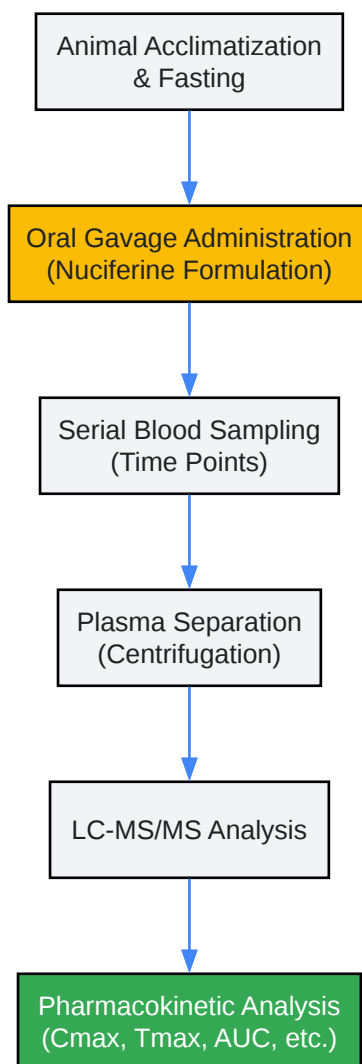 Animal Acclimatization
& Fasting
Oral Gavage Administration
(Nuciferine Formulation)
Serial Blood Sampling
(Time Points)
Plasma Separation
(Centrifugation)
LC-MS/MS Analysis
Pharmacokinetic Analysis
(Cmax, Tmax, AUC, etc.)